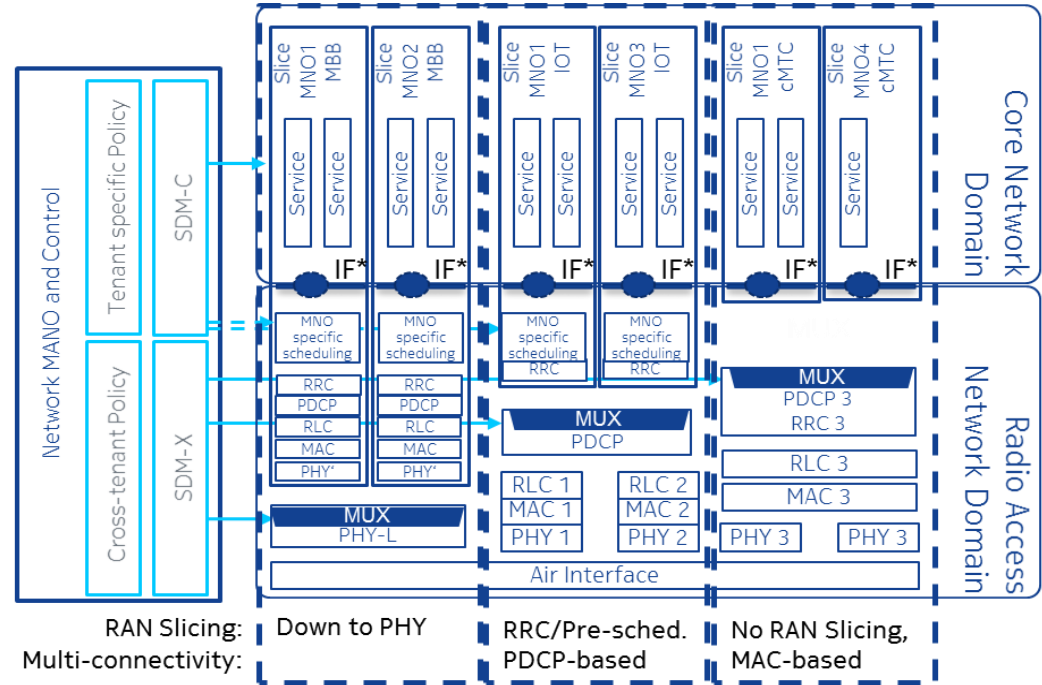 Network MANO and Control
Tenant specific Policy
SDM-C
Cross-tenant Policy
SDM-X
Core Network
Domain
Slice
MNO1
MBB
Service
Service
IF*
Slice
MNO2
MBB
Service
Service
IF*
Slice
MNO1
IOT
Service
Service
IF*
Slice
MNO3
IOT
Service
Service
IF*
Slice
MNO1
cMTC
Service
Service
IF*
Slice
MNO4
cMTC
Service
IF*
Radio Access
Network Domain
MNO
specific
scheduling
RRC
PDCP
RLC
MAC
PHY‘
MNO
specific
scheduling
RRC
PDCP
RLC
MAC
PHY‘
MUX
PHY-L
MNO
specific
scheduling
RRC
MNO
specific
scheduling
RRC
MUX
PDCP
RLC 1
MAC 1
PHY 1
RLC 2
MAC 2
PHY 2
MUX
PDCP 3
RRC 3
RLC 3
MAC 3
PHY 3
PHY 3
Air Interface
RAN Slicing:
Multi-connectivity:
Down to PHY
RRC/Pre-sched.
PDCP-based
No RAN Slicing,
MAC-based